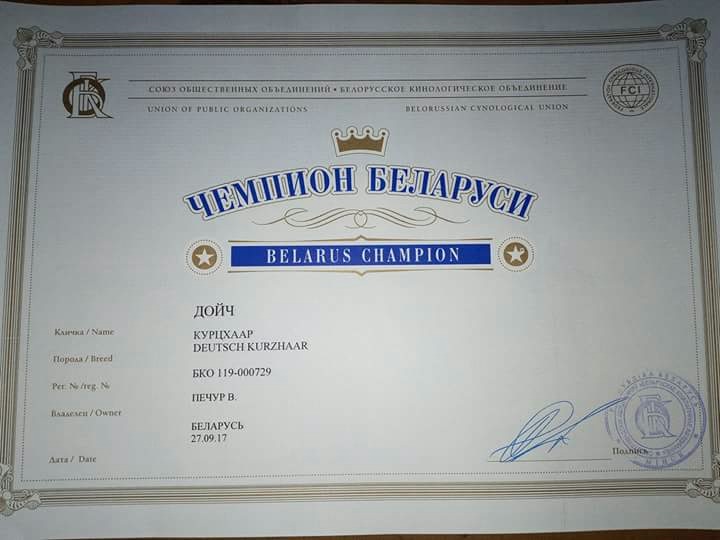 СОЮЗ ОБЩЕСТВЕННЫХ ОБЪЕДИНЕНИЙ • БЕЛОРУССКОЕ КИНОЛОГИЧЕСКОЕ ОБЪЕДИНЕНИЕ
UNION OF PUBLIC ORGANIZATIONS BELORUSSIAN CYNOLOGICAL UNION
FCI
ЧЕМПИОН БЕЛАРУСИ
BELARUS CHAMPION
ДОЙЧ
Кличка / Name КУРЦХААР
DEUTSCH KURZHAAR
Порода / Breed
БКО 119-000729
Рег. № /reg. №
ПЕЧУР В.
Владелец / Owner
БЕЛАРУСЬ
27.09.17
Подпись
Дата / Date
МИНСК